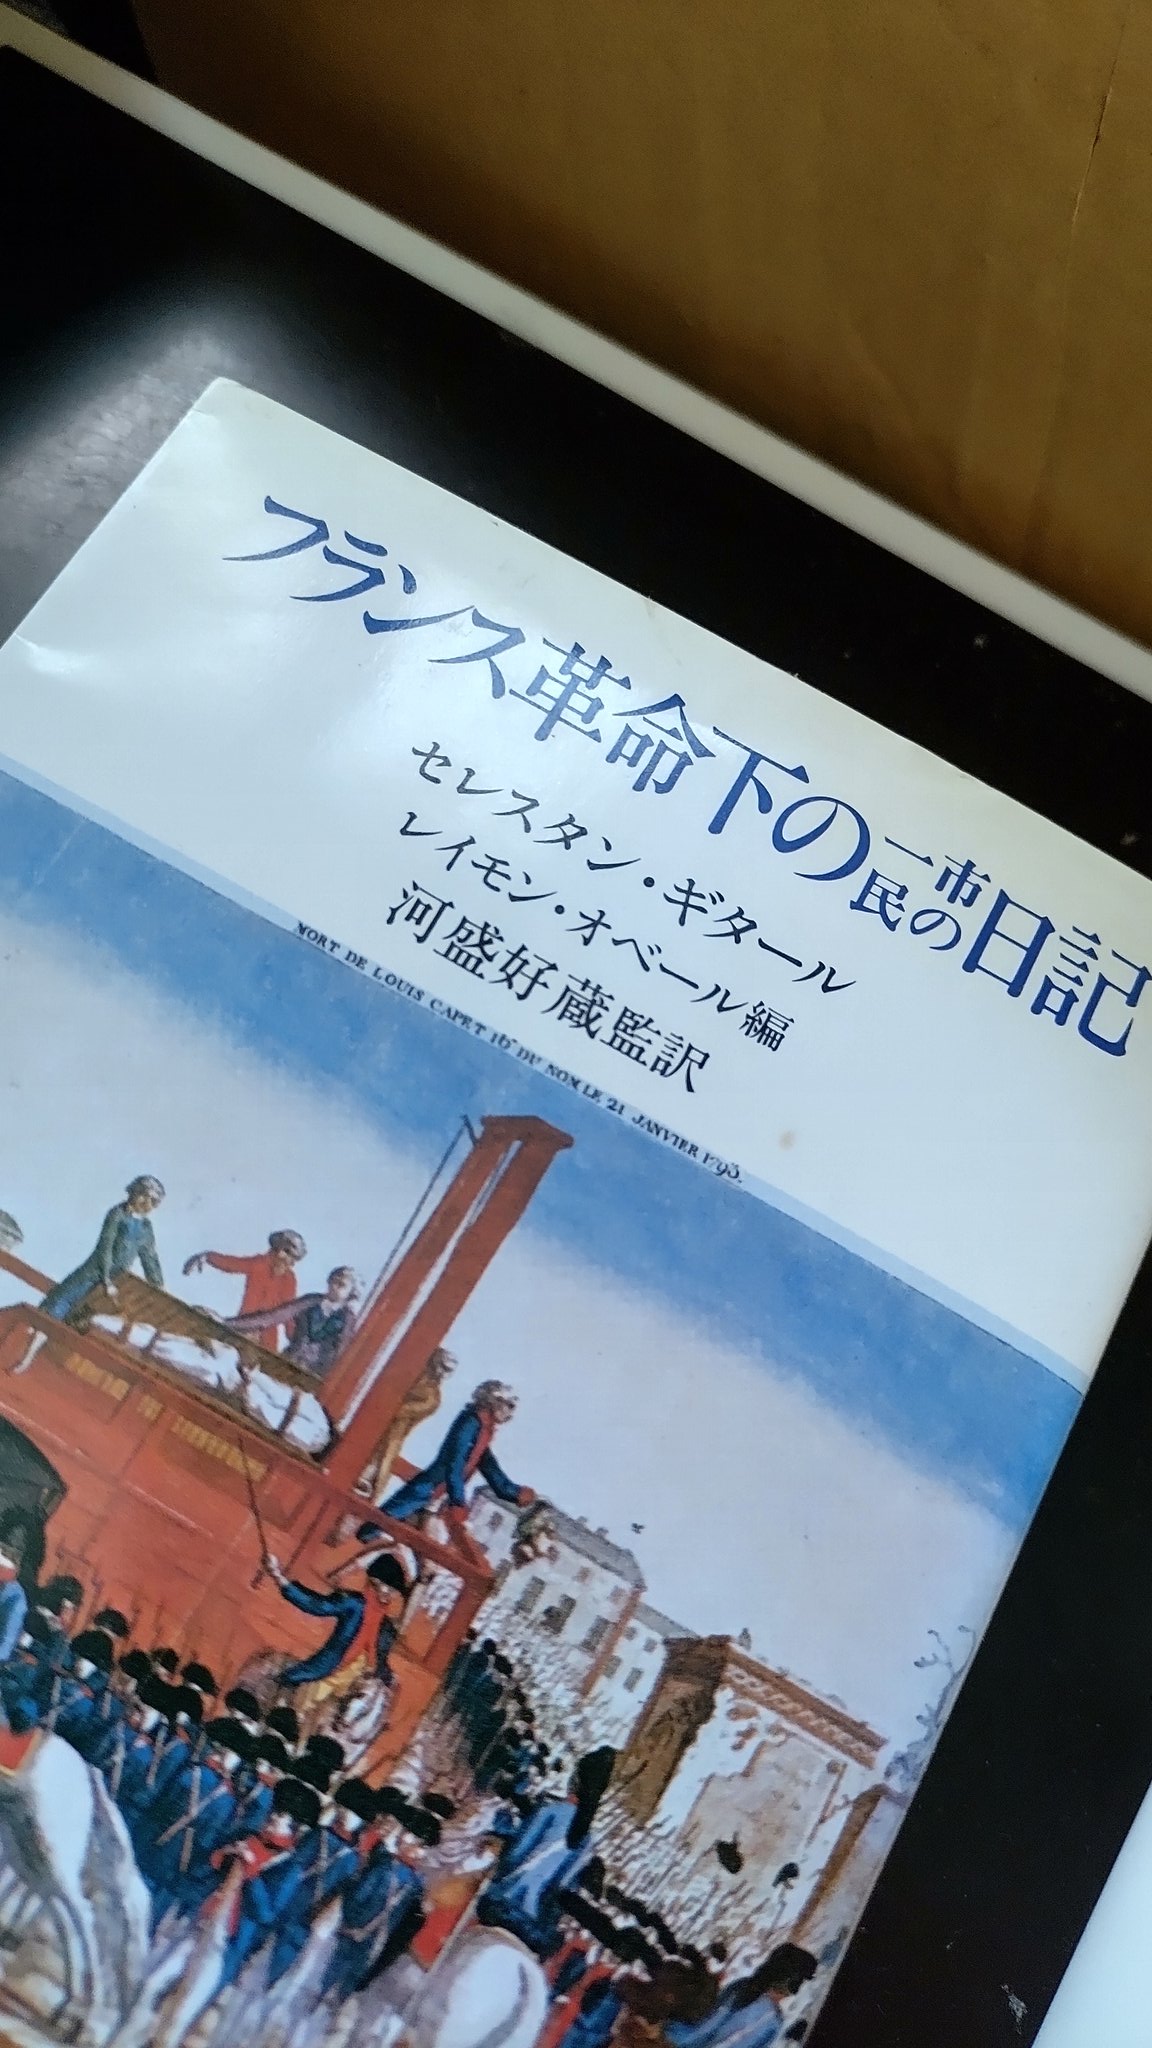 フランス革命下の一市民の日記
セレスタン・ギタール
レイモン・オベール編
河盛好蔵監訳
MORT DE LOUIS CAPET 16ᵉ DU NOM LE 21 JANVIER 1793.